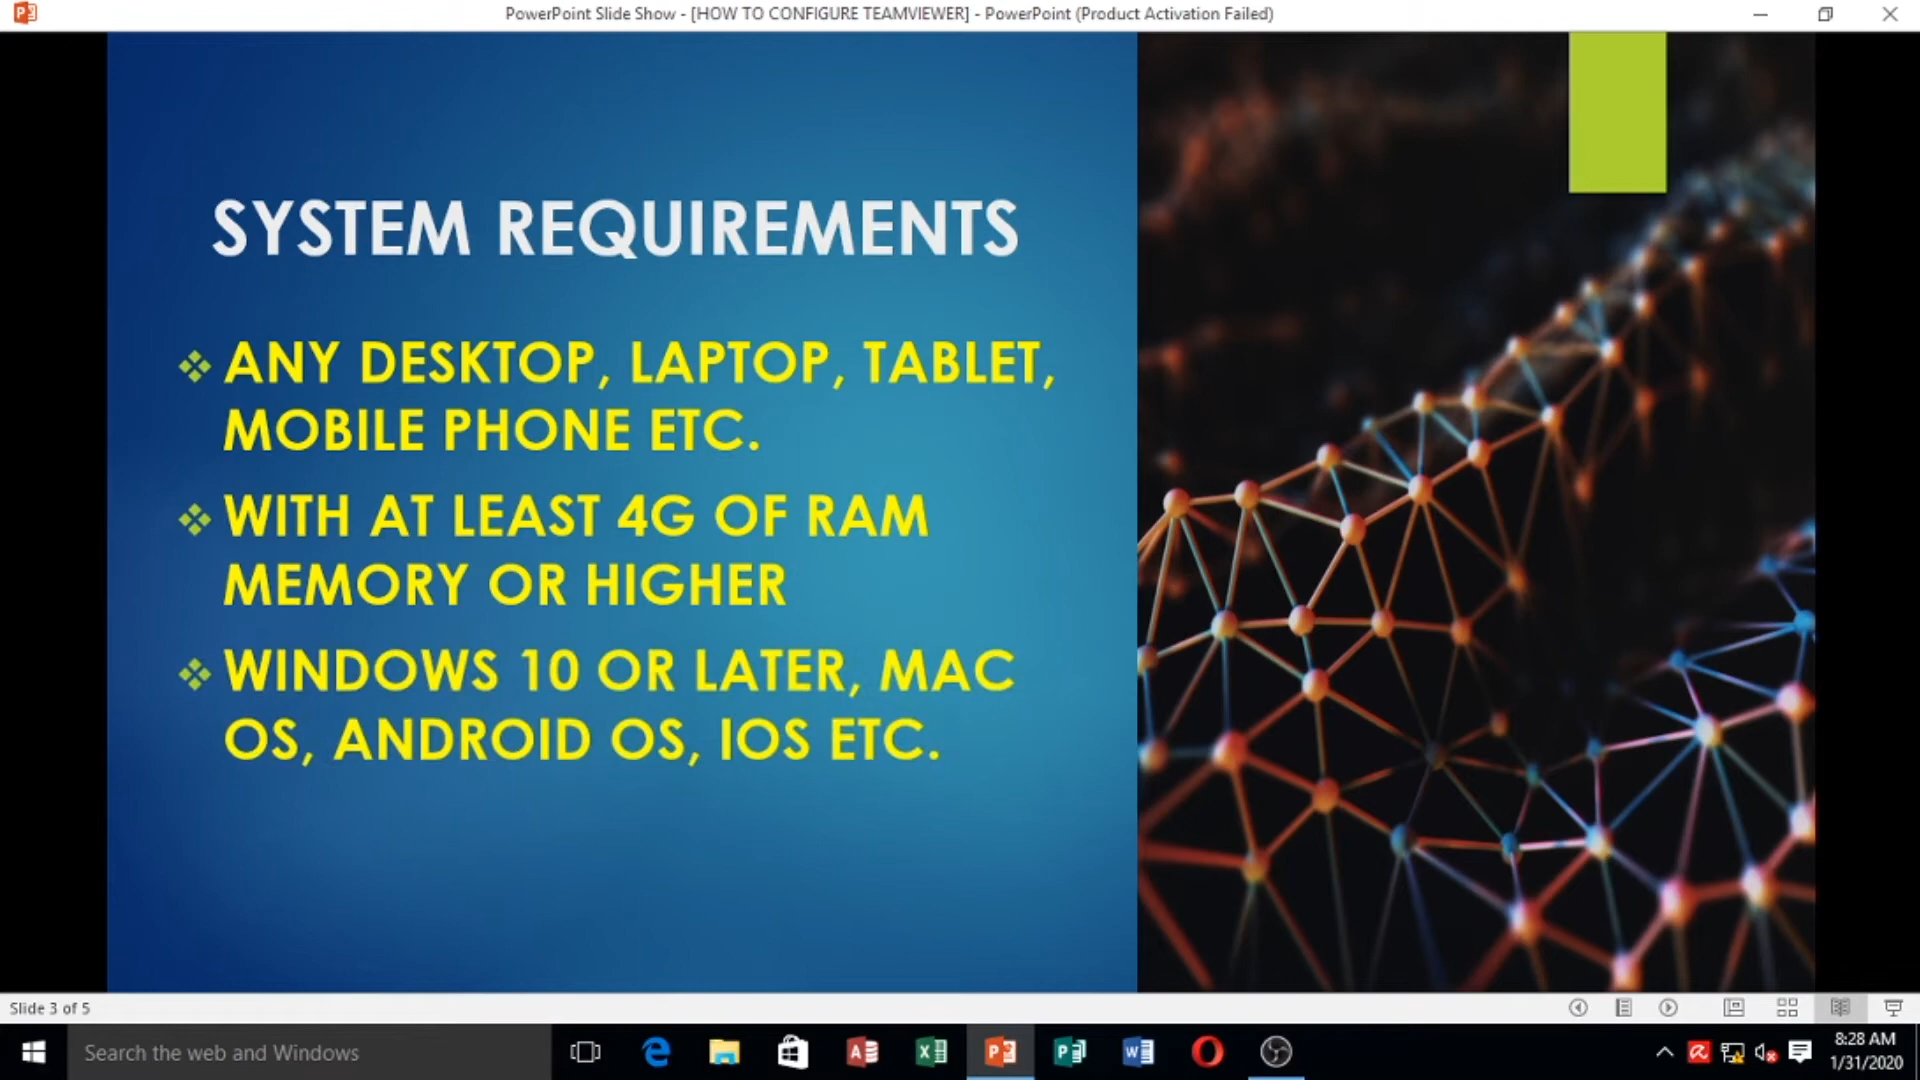 PowerPoint Slide Show - [HOW TO CONFIGURE TEAMVIEWER] - PowerPoint (Product Activation Failed)
SYSTEM REQUIREMENTS
ANY DESKTOP, LAPTOP, TABLET,
MOBILE PHONE ETC.
WITH AT LEAST 4G OF RAM
MEMORY OR HIGHER
WINDOWS 10 OR LATER, MAC
OS, ANDROID OS, IOS ETC.
Slide 3 of 5
Search the web and Windows
8:28 AM
1/31/2020